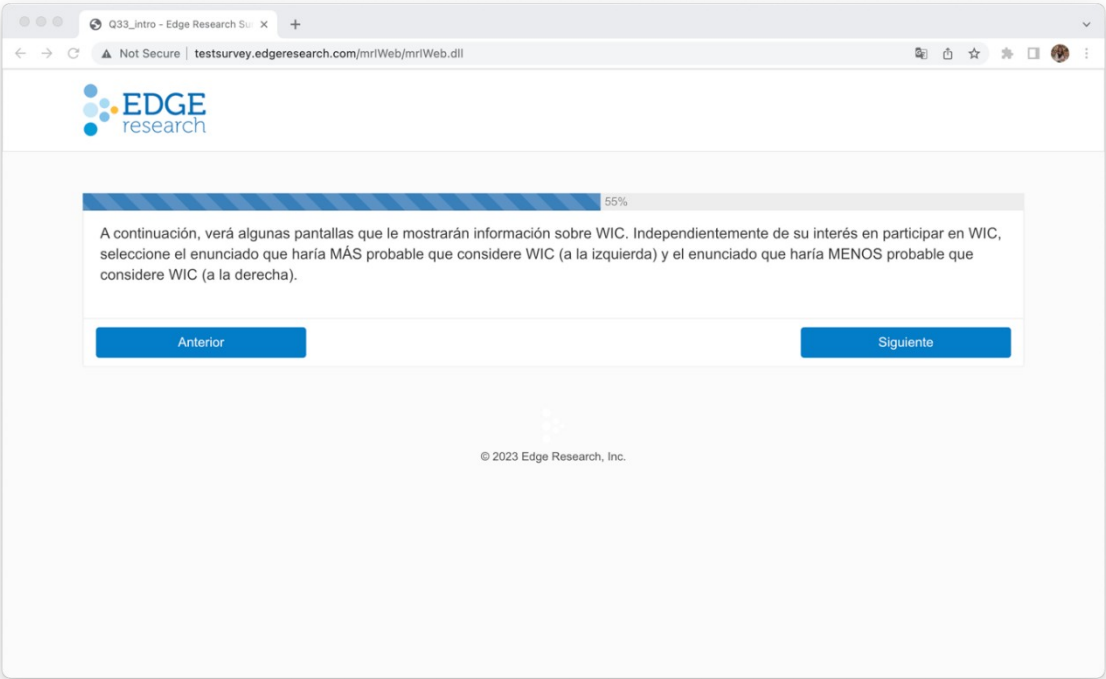 Q33_intro - Edge Research Su
Not Secure | testsurvey.edgeresearch.com/mrIWeb/mrIWeb.dll
EDGE
research
55%
A continuación, verá algunas pantallas que le mostrarán información sobre WIC. Independientemente de su interés en participar en WIC,
seleccione el enunciado que haría MÁS probable que considere WIC (a la izquierda) y el enunciado que haría MENOS probable que
considere WIC (a la derecha).
Anterior
Siguiente
© 2023 Edge Research, Inc.